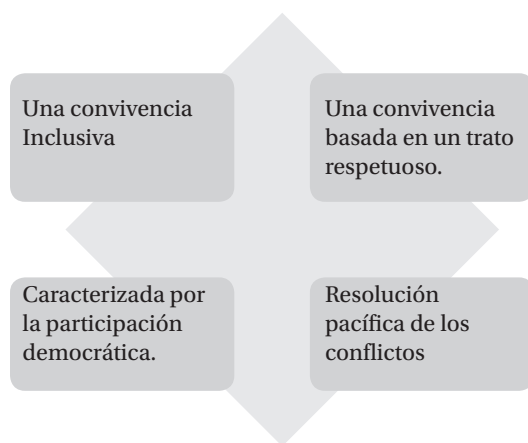 Una convivencia
Inclusiva
Una convivencia
basada en un trato
respetuoso.
Caracterizada por
la participación
democrática.
Resolución
pacífica de los
conflictos